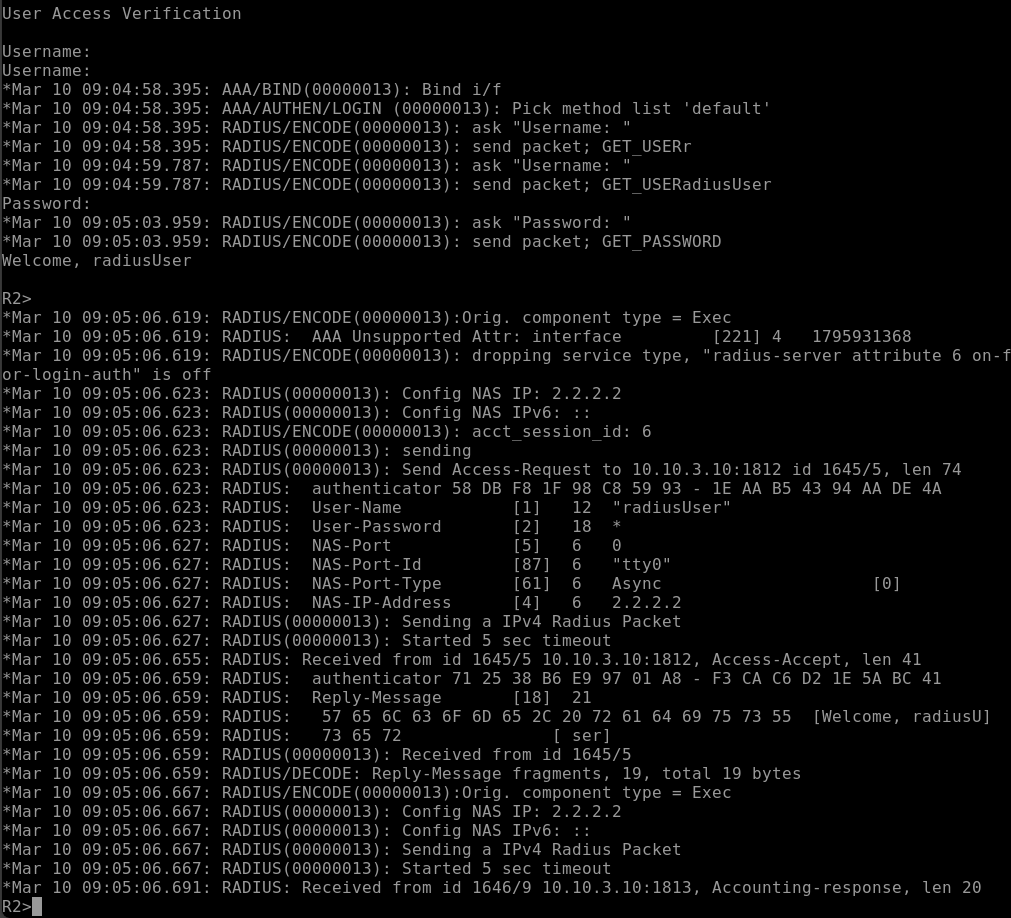 User Access Verification
Username:
Username:
*Mar 10 09:04:58.395: AAA/BIND(00000013): Bind i/f
*Mar 10 09:04:58.395: AAA/AUTHEN/LOGIN (00000013): Pick method list 'default'
*Mar 10 09:04:58.395: RADIUS/ENCODE(00000013): ask "Username: "
*Mar 10 09:04:58.395: RADIUS/ENCODE(00000013): send packet; GET_USERr
*Mar 10 09:04:59.787: RADIUS/ENCODE(00000013): ask "Username: "
*Mar 10 09:04:59.787: RADIUS/ENCODE(00000013): send packet; GET_USERadiusUser
Password:
*Mar 10 09:05:03.959: RADIUS/ENCODE(00000013): ask "Password: "
*Mar 10 09:05:03.959: RADIUS/ENCODE(00000013): send packet; GET_PASSWORD
Welcome, radiusUser
R2>
*Mar 10 09:05:06.619: RADIUS/ENCODE(00000013):Orig. component type = Exec
*Mar 10 09:05:06.619: RADIUS:  AAA Unsupported Attr: interface         [221] 4   1795931368
*Mar 10 09:05:06.619: RADIUS/ENCODE(00000013): dropping service type, "radius-server attribute 6 on-f
or-login-auth" is off
*Mar 10 09:05:06.623: RADIUS(00000013): Config NAS IP: 2.2.2.2
*Mar 10 09:05:06.623: RADIUS(00000013): Config NAS IPv6: ::
*Mar 10 09:05:06.623: RADIUS/ENCODE(00000013): acct_session_id: 6
*Mar 10 09:05:06.623: RADIUS(00000013): sending
*Mar 10 09:05:06.623: RADIUS(00000013): Send Access-Request to 10.10.3.10:1812 id 1645/5, len 74
*Mar 10 09:05:06.623: RADIUS:  authenticator 58 DB F8 1F 98 C8 59 93 - 1E AA B5 43 94 AA DE 4A
*Mar 10 09:05:06.623: RADIUS:  User-Name           [1]   12  "radiusUser"
*Mar 10 09:05:06.623: RADIUS:  User-Password       [2]   18  *
*Mar 10 09:05:06.627: RADIUS:  NAS-Port            [5]   6   0
*Mar 10 09:05:06.627: RADIUS:  NAS-Port-Id         [87]  6   "tty0"
*Mar 10 09:05:06.627: RADIUS:  NAS-Port-Type       [61]  6   Async                     [0]
*Mar 10 09:05:06.627: RADIUS:  NAS-IP-Address      [4]   6   2.2.2.2
*Mar 10 09:05:06.627: RADIUS(00000013): Sending a IPv4 Radius Packet
*Mar 10 09:05:06.627: RADIUS(00000013): Started 5 sec timeout
*Mar 10 09:05:06.655: RADIUS: Received from id 1645/5 10.10.3.10:1812, Access-Accept, len 41
*Mar 10 09:05:06.659: RADIUS:  authenticator 71 25 38 B6 E9 97 01 A8 - F3 CA C6 D2 1E 5A BC 41
*Mar 10 09:05:06.659: RADIUS:  Reply-Message       [18]  21
*Mar 10 09:05:06.659: RADIUS:   57 65 6C 63 6F 6D 65 2C 20 72 61 64 69 75 73 55  [Welcome, radiusU]
*Mar 10 09:05:06.659: RADIUS:   73 65 72               [ ser]
*Mar 10 09:05:06.659: RADIUS(00000013): Received from id 1645/5
*Mar 10 09:05:06.659: RADIUS/DECODE: Reply-Message fragments, 19, total 19 bytes
*Mar 10 09:05:06.667: RADIUS/ENCODE(00000013):Orig. component type = Exec
*Mar 10 09:05:06.667: RADIUS(00000013): Config NAS IP: 2.2.2.2
*Mar 10 09:05:06.667: RADIUS(00000013): Config NAS IPv6: ::
*Mar 10 09:05:06.667: RADIUS(00000013): Sending a IPv4 Radius Packet
*Mar 10 09:05:06.667: RADIUS(00000013): Started 5 sec timeout
*Mar 10 09:05:06.691: RADIUS: Received from id 1646/9 10.10.3.10:1813, Accounting-response, len 20
R2>